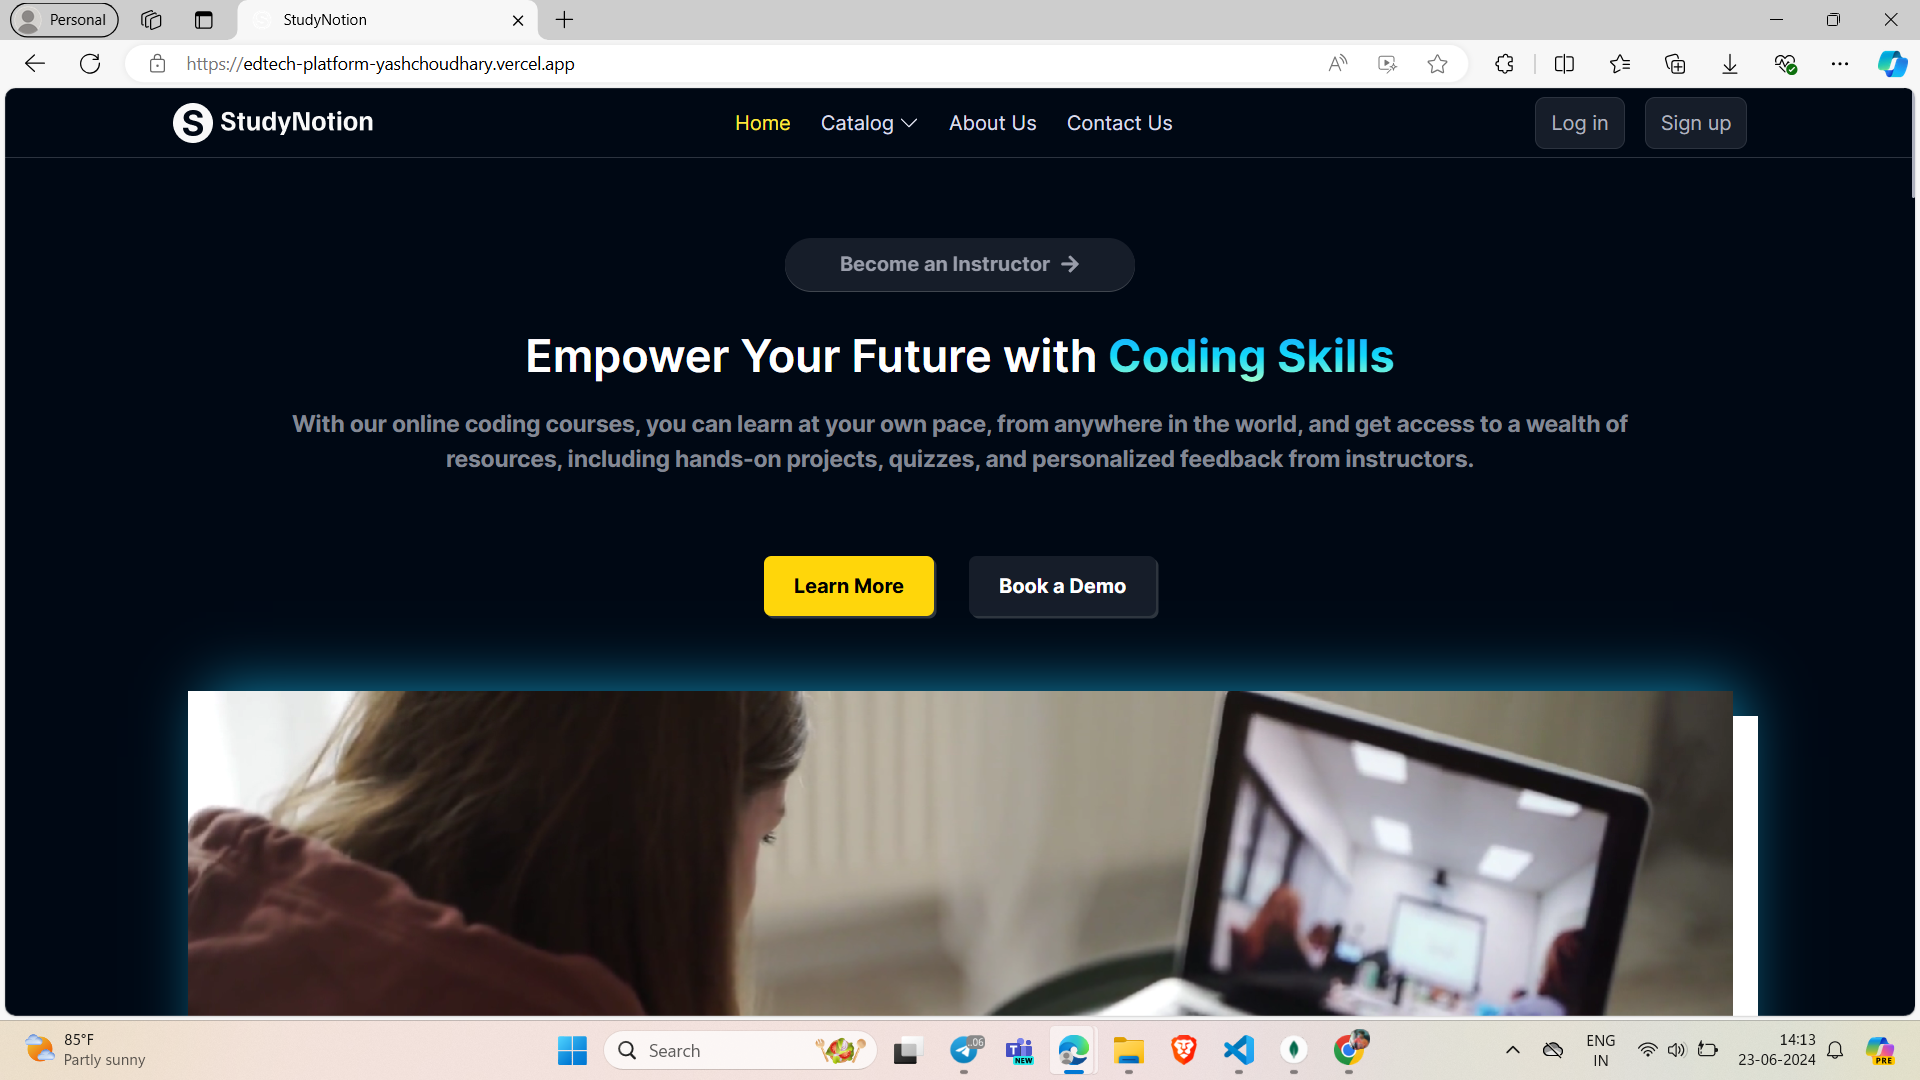 Personal
StudyNotion
https://edtech-platform-yashchoudhary.vercel.app
S StudyNotion
Home
Catalog
About Us
Contact Us
Log in
Sign up
Become an Instructor →
Empower Your Future with Coding Skills
With our online coding courses, you can learn at your own pace, from anywhere in the world, and get access to a wealth of
resources, including hands-on projects, quizzes, and personalized feedback from instructors.
Learn More
Book a Demo
85°F
Partly sunny
Search
..06
NEW
ENG
IN
14:13
23-06-2024
PRE